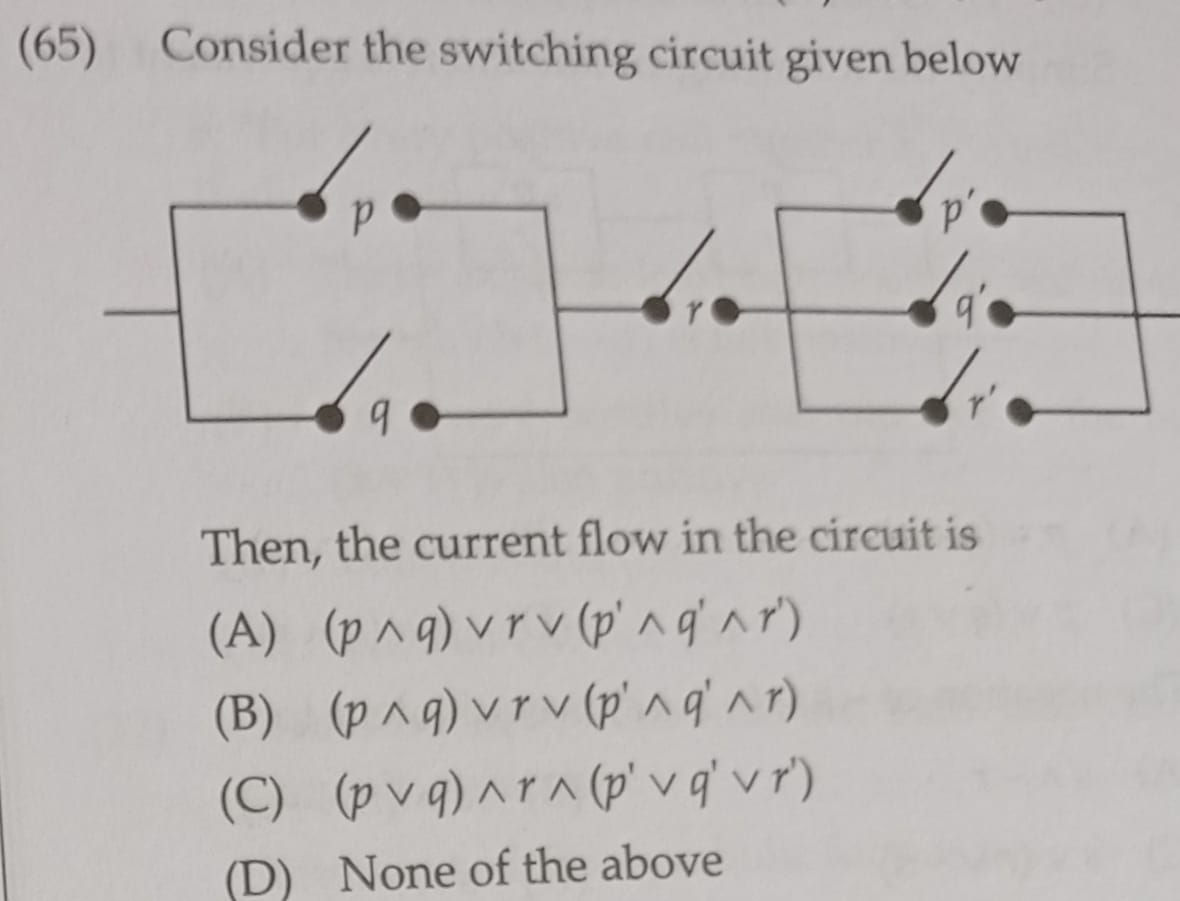 (65) Consider the switching circuit given below
p
p'
r
q'
q
r'
Then, the current flow in the circuit is
(A) (p ∧ q) ∨ r ∨ (p' ∧ q' ∧ r')
(B) (p ∧ q) ∨ r ∨ (p' ∧ q' ∧ r)
(C) (p ∨ q) ∧ r ∧ (p' ∨ q' ∨ r')
(D) None of the above